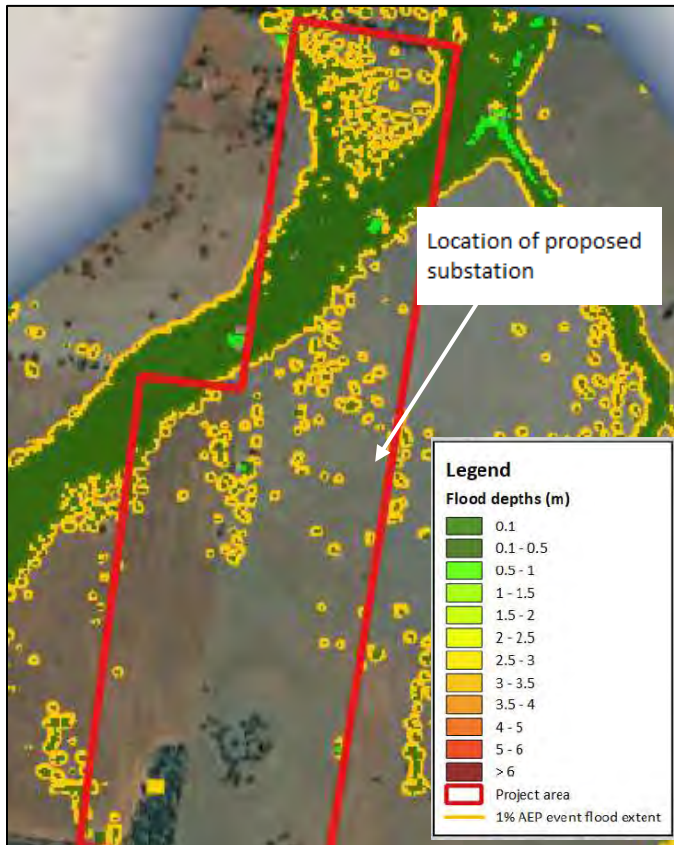 Location of proposed
substation
Legend
Flood depths (m)
0.1
0.1 - 0.5
0.5 - 1
1 - 1.5
1.5 - 2
2 - 2.5
2.5 - 3
3 - 3.5
3.5 - 4
4 - 5
5 - 6
> 6
Project area
1% AEP event flood extent